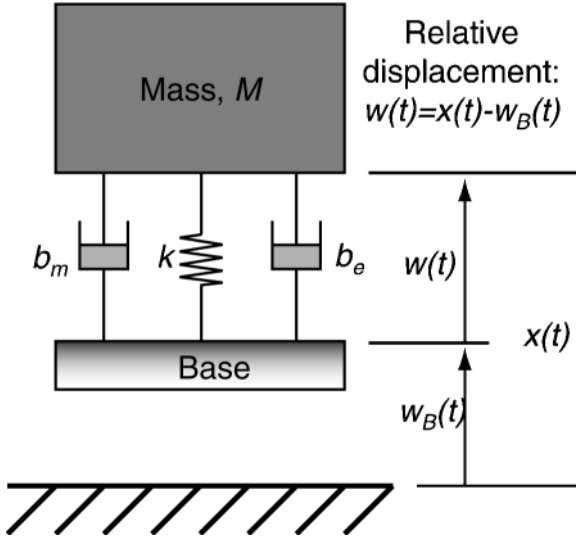 Mass, M
Relative
displacement:
w(t)=x(t)-w_B(t)
b_m
k
b_e
w(t)
x(t)
Base
w_B(t)